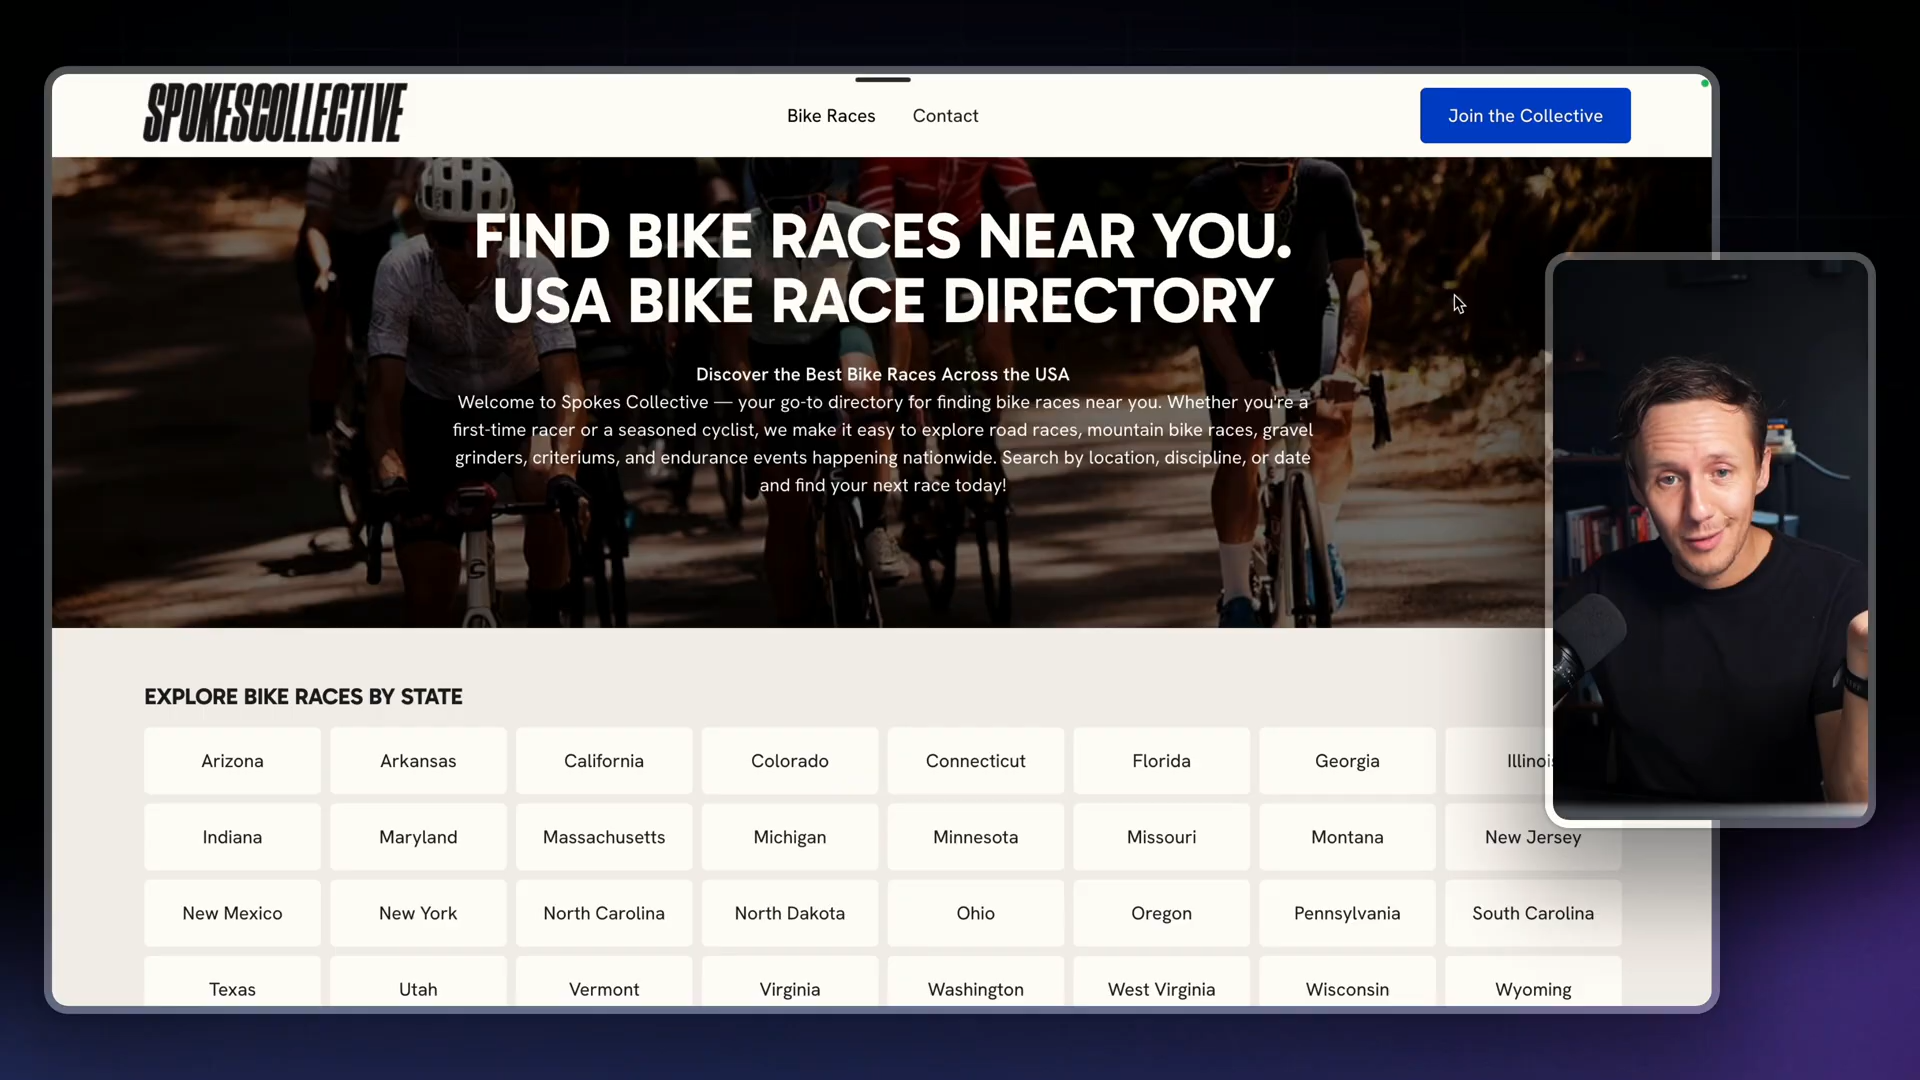 SPOKESCOLLECTIVE
Bike Races
Contact
Join the Collective
FIND BIKE RACES NEAR YOU.
USA BIKE RACE DIRECTORY
Discover the Best Bike Races Across the USA
Welcome to Spokes Collective — your go-to directory for finding bike races near you. Whether you're a
first-time racer or a seasoned cyclist, we make it easy to explore road races, mountain bike races, gravel
grinders, criteriums, and endurance events happening nationwide. Search by location, discipline, or date
and find your next race today!
EXPLORE BIKE RACES BY STATE
Arizona
Arkansas
California
Colorado
Connecticut
Florida
Georgia
Illinois
Indiana
Maryland
Massachusetts
Michigan
Minnesota
Missouri
Montana
New Jersey
New Mexico
New York
North Carolina
North Dakota
Ohio
Oregon
Pennsylvania
South Carolina
Texas
Utah
Vermont
Virginia
Washington
West Virginia
Wisconsin
Wyoming